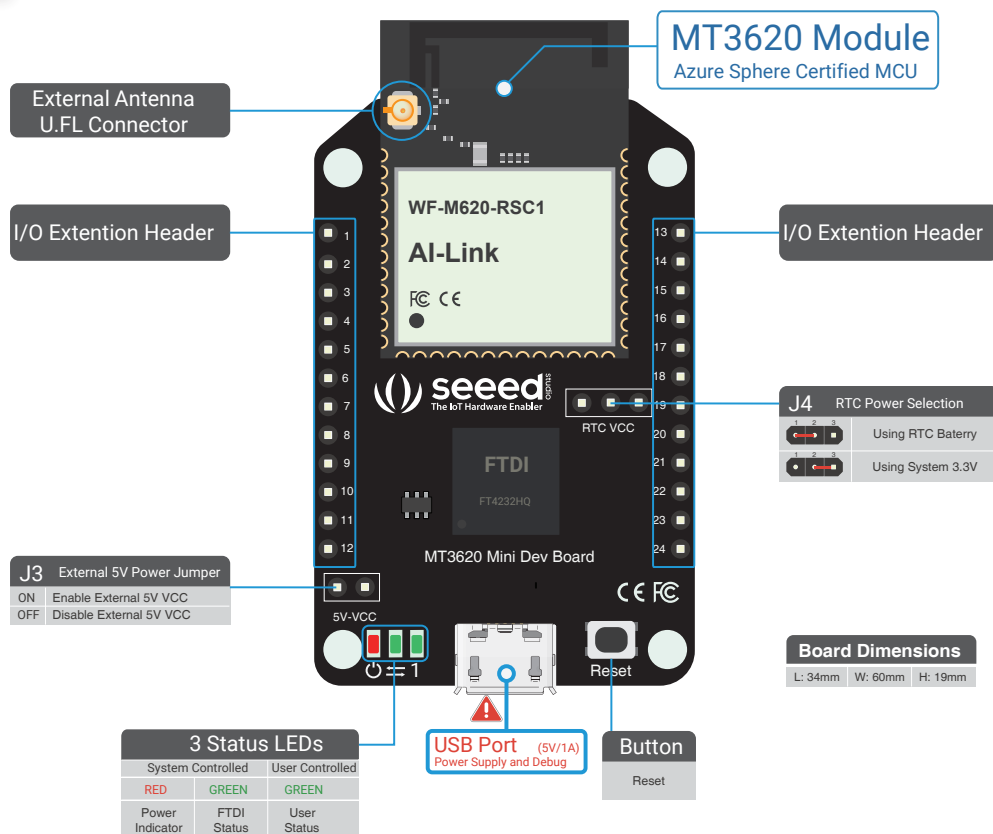 MT3620 Module
Azure Sphere Certified MCU
External Antenna
U.FL Connector
WF-M620-RSC1
AI-Link
FC CE
I/O Extention Header
I/O Extention Header
1
2
3
4
5
6
7
8
9
10
11
12
13
14
15
16
17
18
19
20
21
22
23
24
seeed
studio
The IoT Hardware Enabler
RTC VCC
FTDI
FT4232HQ
MT3620 Mini Dev Board
J4 RTC Power Selection
1 2 3
Using RTC Baterry
1 2 3
Using System 3.3V
J3 External 5V Power Jumper
ON Enable External 5V VCC
OFF Disable External 5V VCC
5V-VCC
CE FC
1
Reset
Board Dimensions
L: 34mm W: 60mm H: 19mm
3 Status LEDs
System Controlled User Controlled
RED GREEN GREEN
Power FTDI User
Indicator Status Status
USB Port (5V/1A)
Power Supply and Debug
Button
Reset